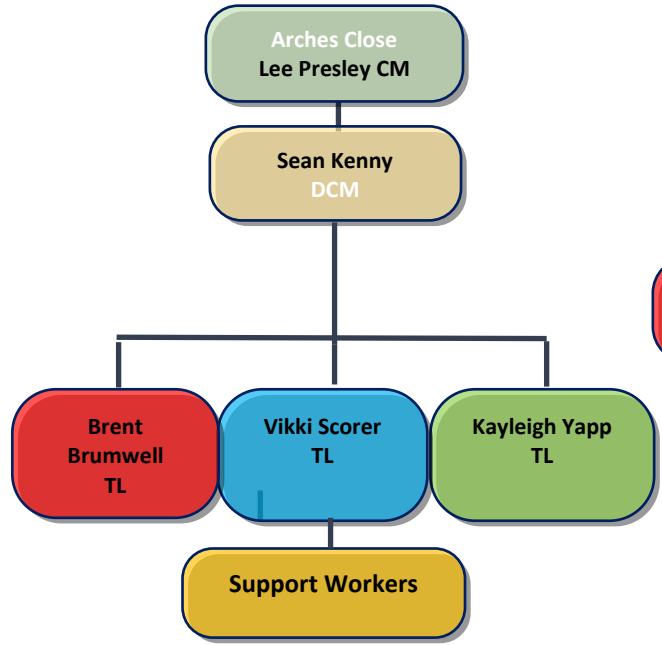 Arches Close
Lee Presley CM
Sean Kenny
DCM
Brent
Brumwell
TL
Vikki Scorer
TL
Kayleigh Yapp
TL
Support Workers